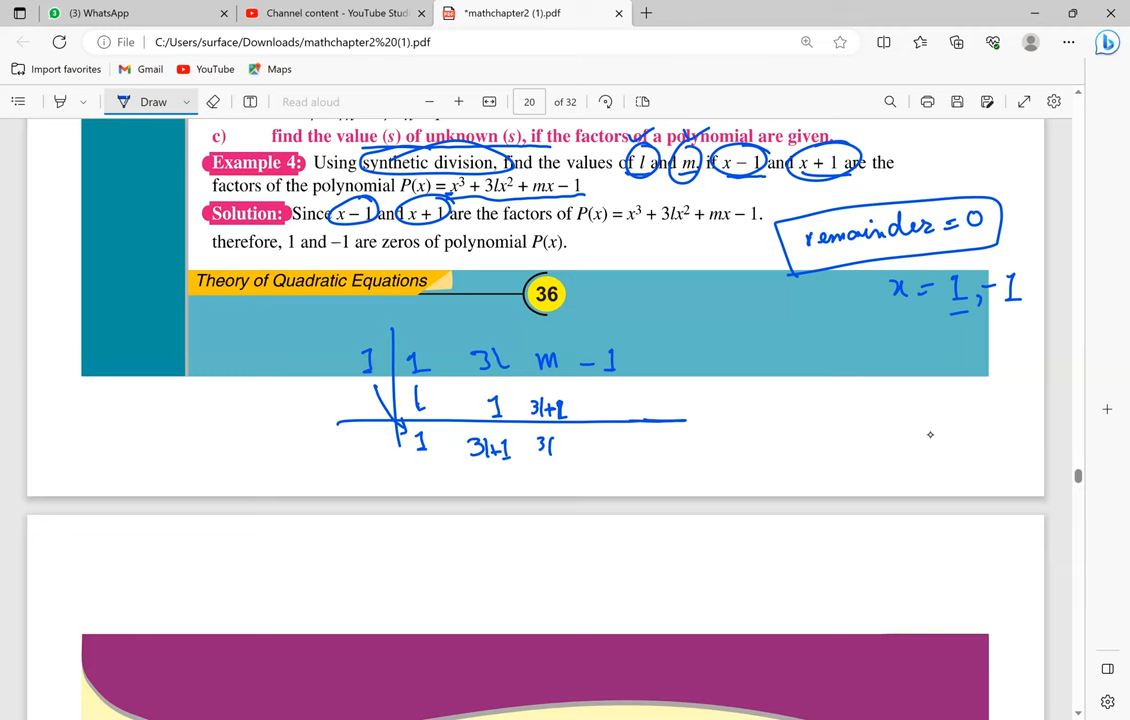 (3) WhatsApp
Channel content - YouTube Studi
*mathchapter2 (1).pdf
File
C:/Users/surface/Downloads/mathchapter2%20(1).pdf
Import favorites
Gmail
YouTube
Maps
Draw
Read aloud
20
of 32
c) find the value (s) of unknown (s), if the factors of a polynomial are given.
Example 4: Using synthetic division, find the values of l and m, if x − 1 and x + 1 are the
factors of the polynomial P(x) = x³ + 3lx² + mx − 1
Solution: Since x − 1 and x + 1 are the factors of P(x) = x³ + 3lx² + mx − 1.
therefore, 1 and −1 are zeros of polynomial P(x).
remainder = 0
Theory of Quadratic Equations
36
x = 1, -1
1 1 3l m -1
1 3l+1
1 3l+1 3l